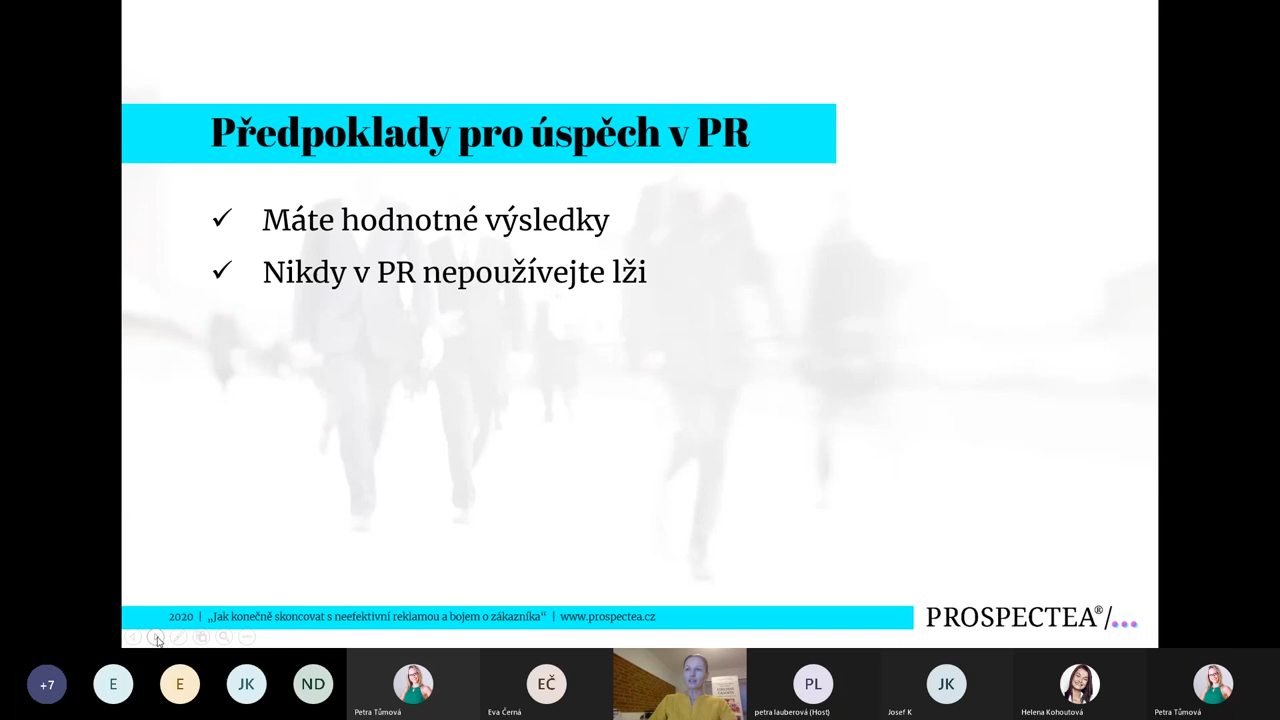 Předpoklady pro úspěch v PR
✓ Máte hodnotné výsledky
✓ Nikdy v PR nepoužívejte lži
2020 | „Jak konečně skoncovat s neefektivní reklamou a bojem o zákazníka“ | www.prospectea.cz
PROSPECTEA®/...
+7
E
E
JK
ND
Petra Tůmová
EČ
Eva Černá
PL
petra lauberová (Host)
JK
Josef K
Helena Kohoutová
Petra Tůmová